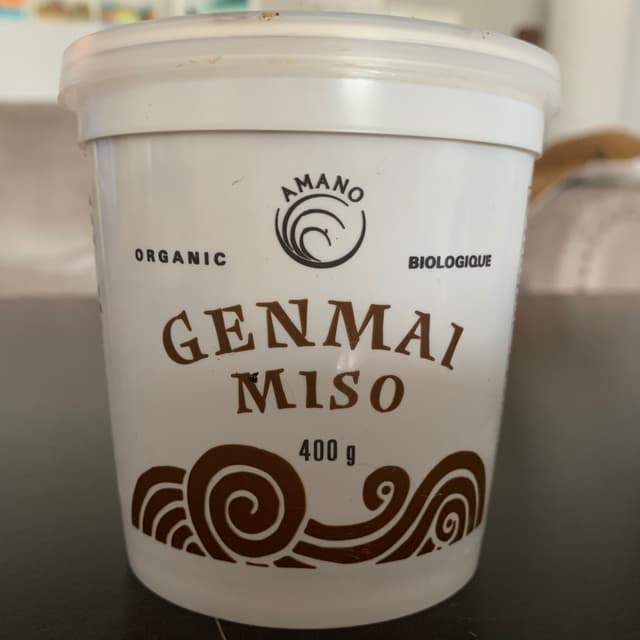 AMANO
ORGANIC
BIOLOGIQUE
GENMAI
MISO
400 g